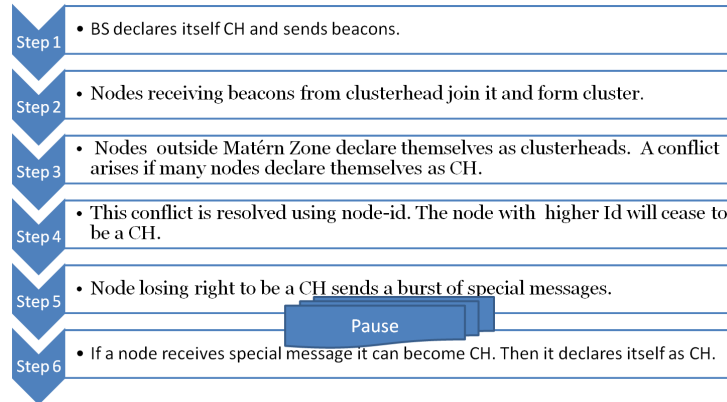 Step 1
• BS declares itself CH and sends beacons.
Step 2
• Nodes receiving beacons from clusterhead join it and form cluster.
Step 3
• Nodes outside Matérn Zone declare themselves as clusterheads. A conflict
arises if many nodes declare themselves as CH.
Step 4
• This conflict is resolved using node-id. The node with higher Id will cease to
be a CH.
Step 5
• Node losing right to be a CH sends a burst of special messages.
Pause
Step 6
• If a node receives special message it can become CH. Then it declares itself as CH.